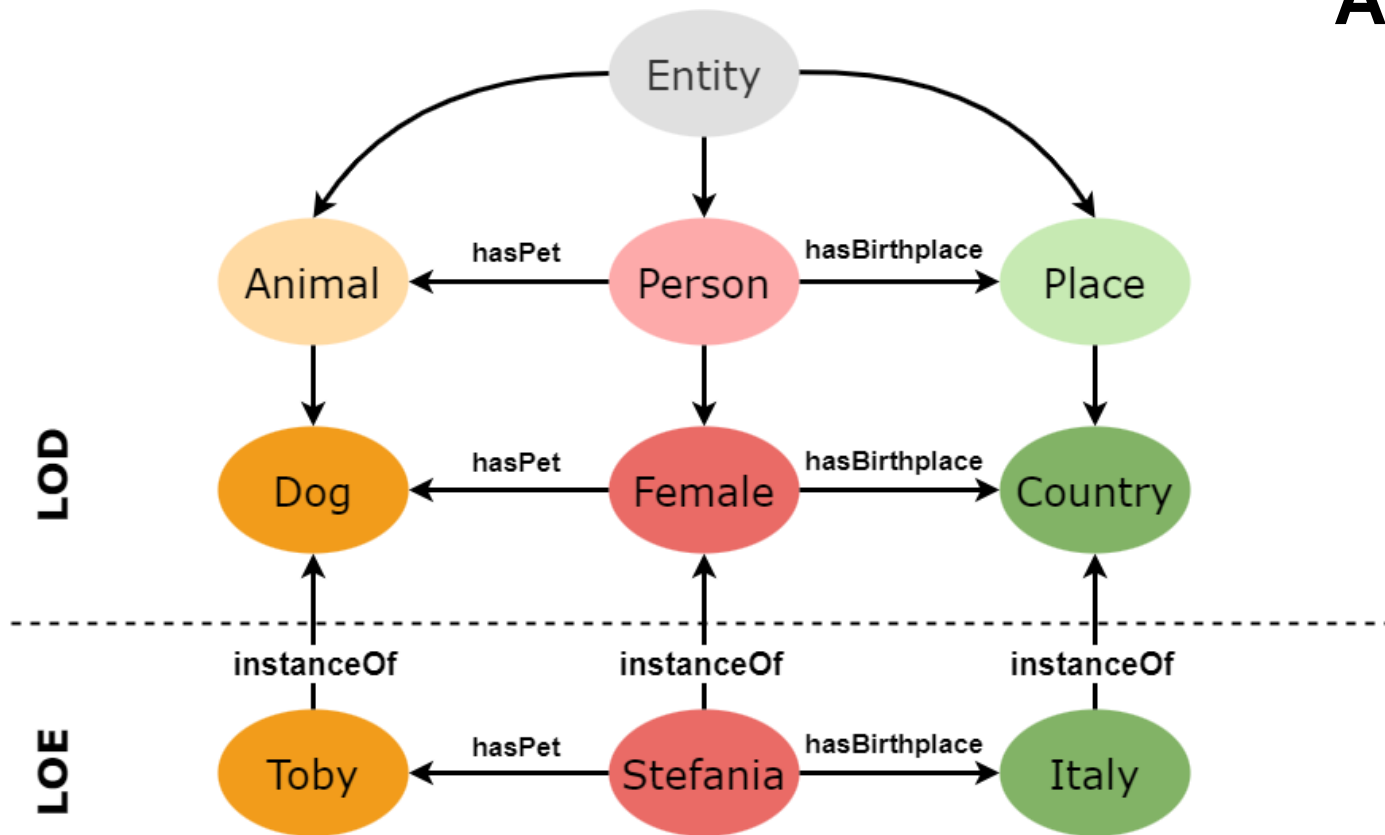 A
Entity
hasPet
hasBirthplace
Animal
Person
Place
LOD
hasPet
hasBirthplace
Dog
Female
Country
instanceOf
instanceOf
instanceOf
LOE
hasPet
hasBirthplace
Toby
Stefania
Italy